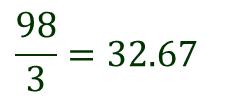 98/3 = 32.67